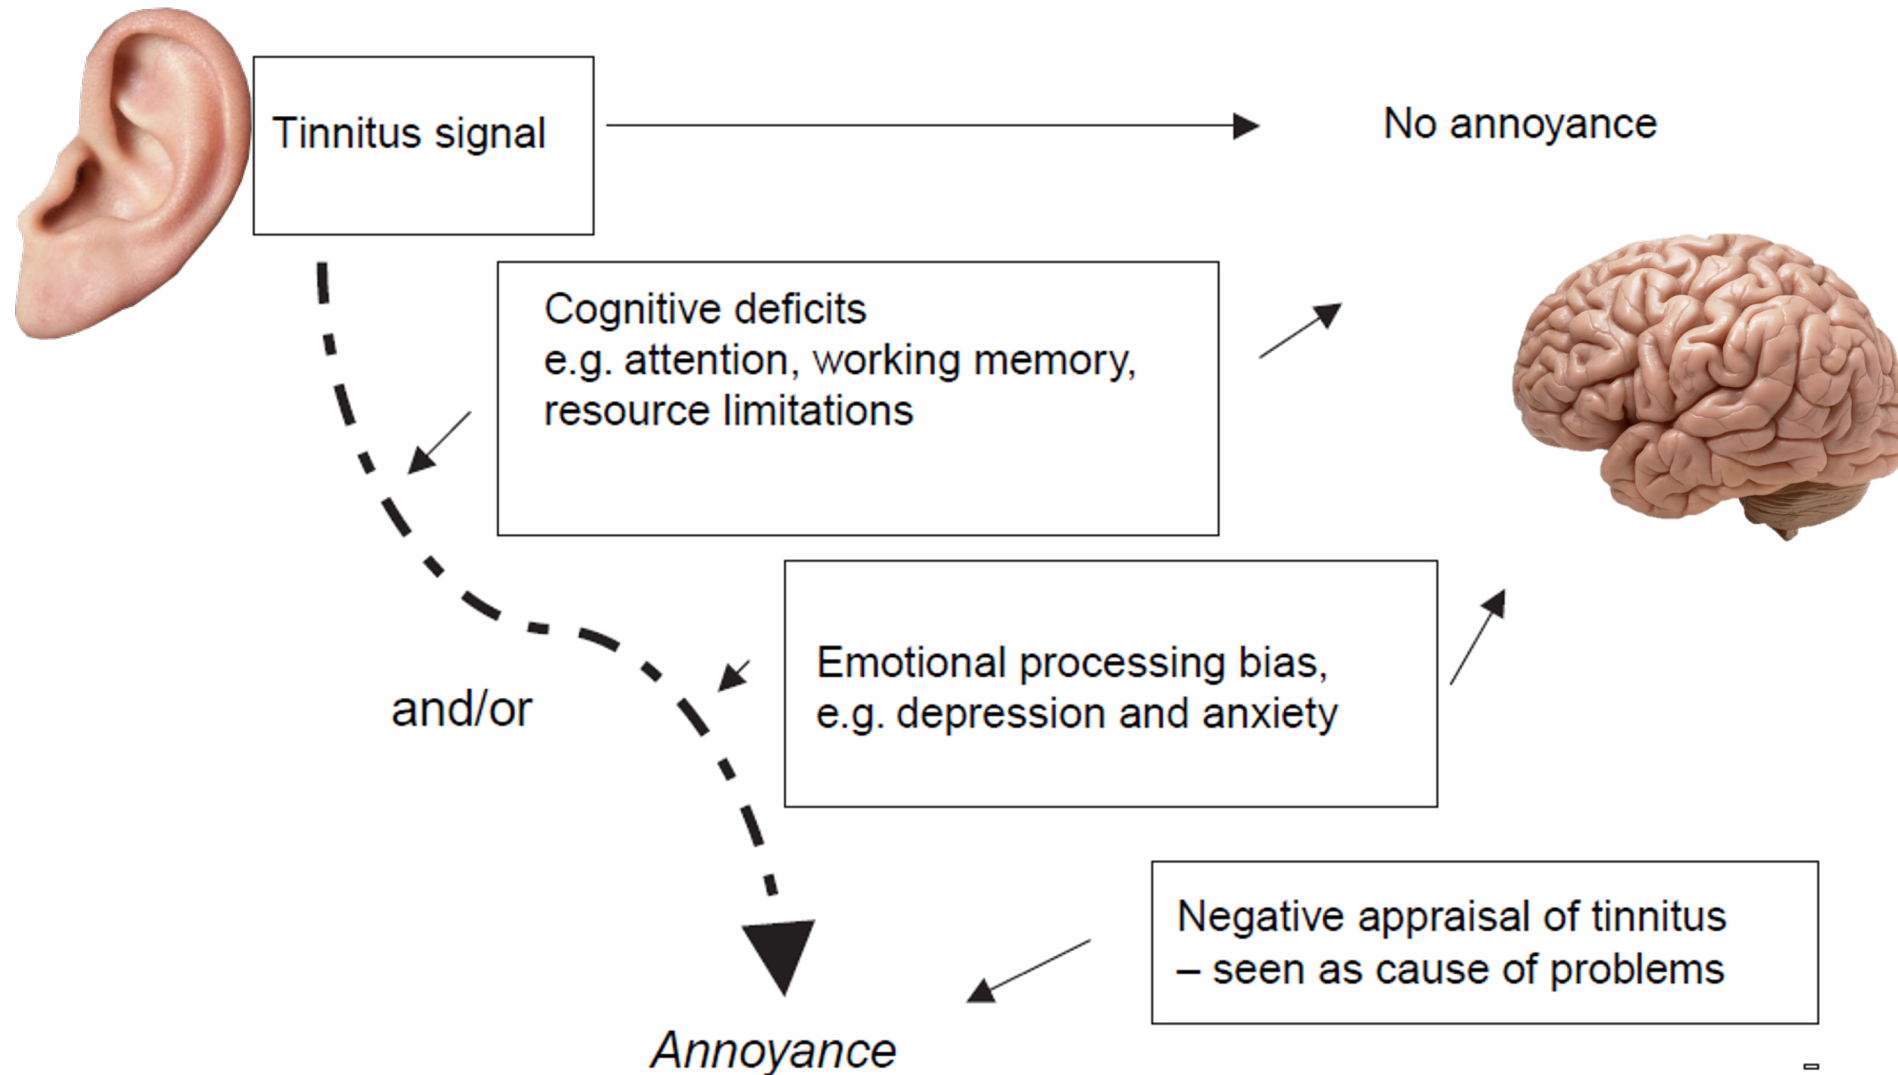 Tinnitus signal
No annoyance
Cognitive deficits
e.g. attention, working memory,
resource limitations
Emotional processing bias,
e.g. depression and anxiety
and/or
Negative appraisal of tinnitus
– seen as cause of problems
Annoyance